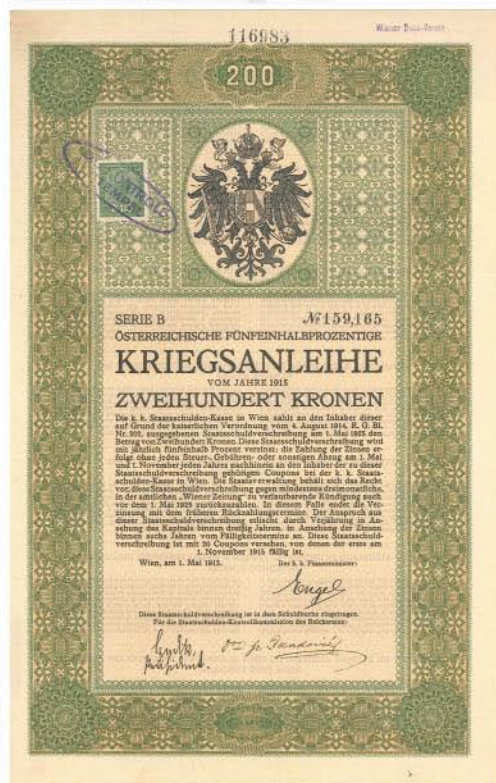 116983
200
SERIE B № 159,165
ÖSTERREICHISCHE FÜNFEINHALBPROZENTIGE
KRIEGSANLEIHE
VOM JAHRE 1915
ZWEIHUNDERT KRONEN
Die k. k. Staatsschulden-Kasse in Wien zahlt an den Inhaber dieser
auf Grund der kaiserlichen Verordnung vom 4. August 1914, R. G. Bl.
Nr. 202, ausgegebenen Staatsschuldverschreibung am 1. Mai 1925 den
Betrag von Zweihundert Kronen. Diese Staatsschuldverschreibung wird
mit jährlich fünfeinhalb Prozent verzinst; die Zahlung der Zinsen er-
folgt ohne jeden Steuer-, Gebühren- oder sonstigen Abzug am 1. Mai
und 1. November jeden Jahres nachhinein an den Inhaber der zu dieser
Staatsschuldverschreibung gehörigen Coupons bei der k. k. Staats-
schulden-Kasse in Wien. Die Staatsverwaltung behält sich das Recht
vor, diese Staatsschuldverschreibung gegen mindestens dreimonatliche,
in der amtlichen „Wiener Zeitung“ zu verlautbarende Kündigung auch
vor dem 1. Mai 1925 zurückzuzahlen. In diesem Falle endet die Ver-
zinsung mit dem früheren Rückzahlungstermine. Der Anspruch aus
dieser Staatsschuldverschreibung erlischt durch Verjährung in An-
sehung des Kapitals binnen dreißig Jahren, in Ansehung der Zinsen
binnen sechs Jahren vom Fälligkeitstermine an. Diese Staatsschuld-
verschreibung ist mit 20 Coupons versehen, von denen der erste am
1. November 1915 fällig ist.
Wien, am 1. Mai 1915. Der k. k. Finanzminister:
Engel
Diese Staatsschuldverschreibung ist in dem Schuldbuche eingetragen.
Für die Staatsschulden-Kontrollkommission des Reichsrates:
Präsident.
200